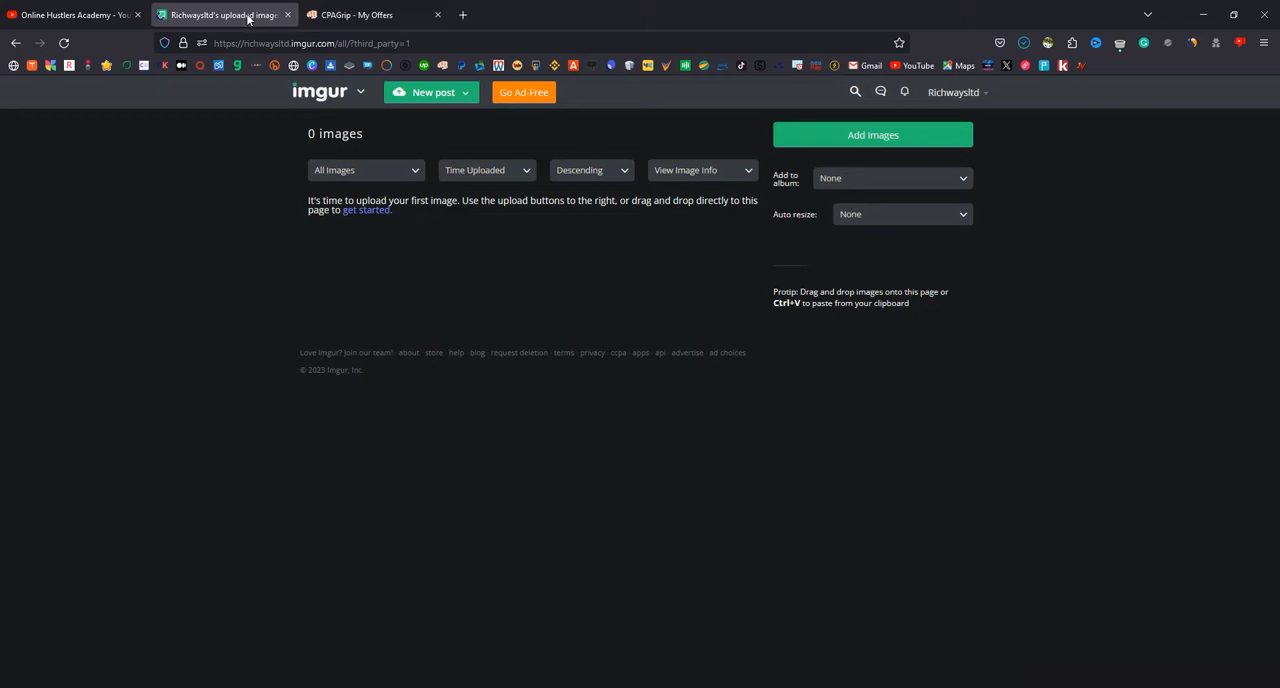 Online Hustlers Academy - You
Richwaysltd's uploaded image
CPAGrip - My Offers
https://richwaysltd.imgur.com/all/?third_party=1
Gmail
YouTube
Maps
imgur
New post
Go Ad-Free
Richwaysltd
0 images
Add Images
All Images
Time Uploaded
Descending
View Image Info
Add to
album:
None
It's time to upload your first image. Use the upload buttons to the right, or drag and drop directly to this
page to get started.
Auto resize:
None
Protip: Drag and drop images onto this page or
Ctrl+V to paste from your clipboard
Love Imgur? Join our team! about store help blog request deletion terms privacy ccpa apps api advertise ad choices
© 2023 Imgur, Inc.